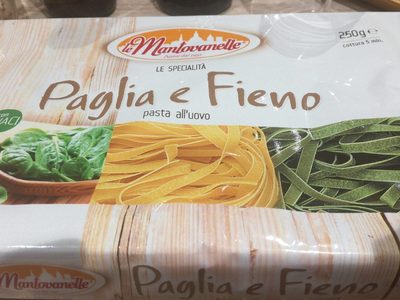 le Mantovanelle
LE SPECIALITÀ
250g e
cottura 5 min.
Paglia e Fieno
pasta all'uovo
Mantovanelle
Paglia e Fieno